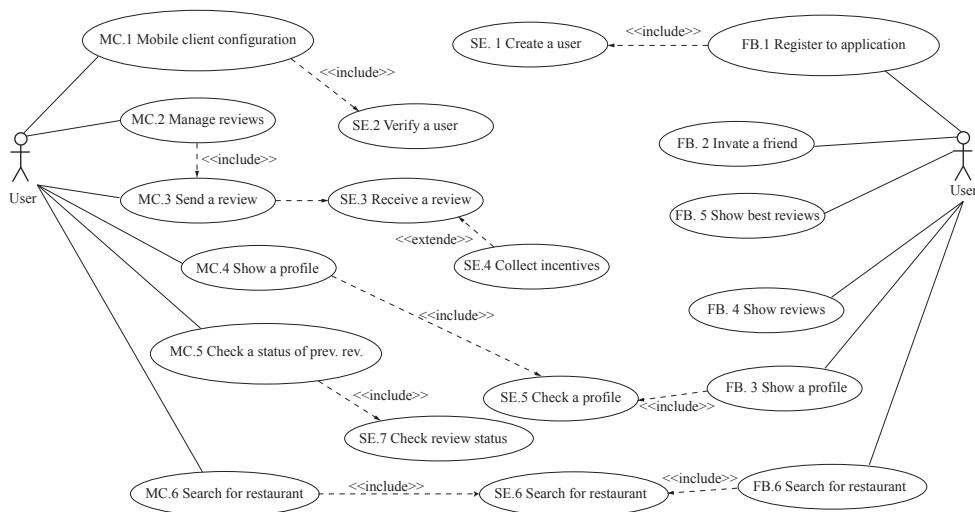 MC.1 Mobile client configuration
<<include>>
SE. 1 Create a user
FB.1 Register to application
<<include>>
MC.2 Manage reviews
SE.2 Verify a user
FB. 2 Invate a friend
<<include>>
User
User
MC.3 Send a review
SE.3 Receive a review
FB. 5 Show best reviews
<<extende>>
MC.4 Show a profile
SE.4 Collect incentives
<<include>>
FB. 4 Show reviews
MC.5 Check a status of prev. rev.
<<include>>
SE.5 Check a profile
<<include>>
FB. 3 Show a profile
SE.7 Check review status
MC.6 Search for restaurant
<<include>>
SE.6 Search for restaurant
<<include>>
FB.6 Search for restaurant